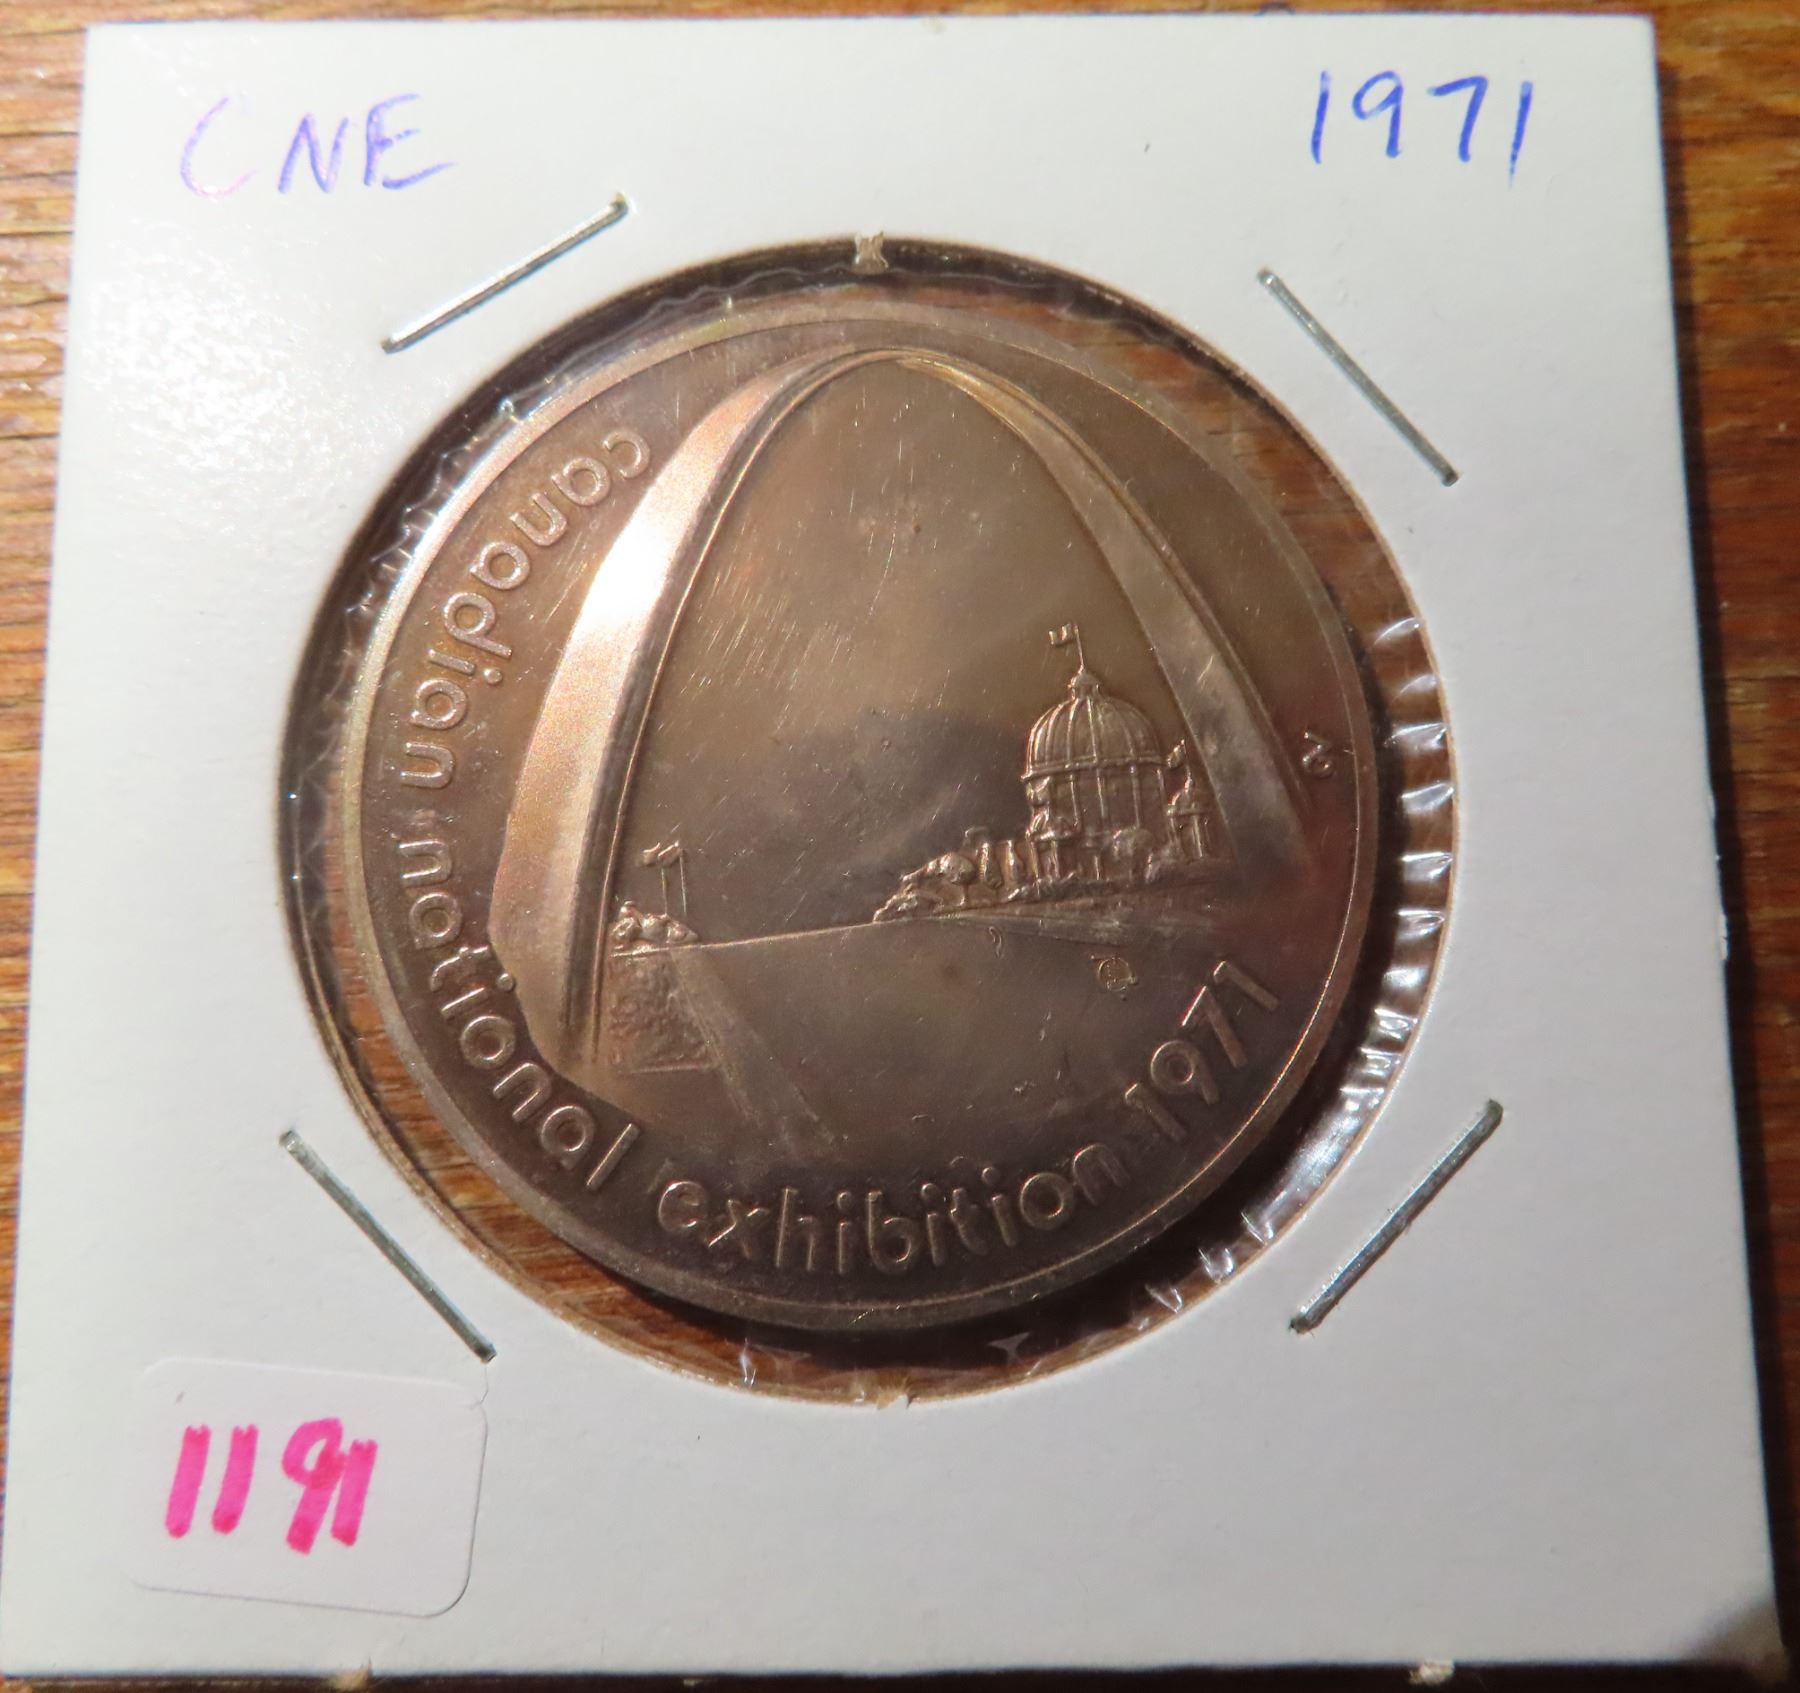 CNE 1971
canadian national exhibition 1971
1191